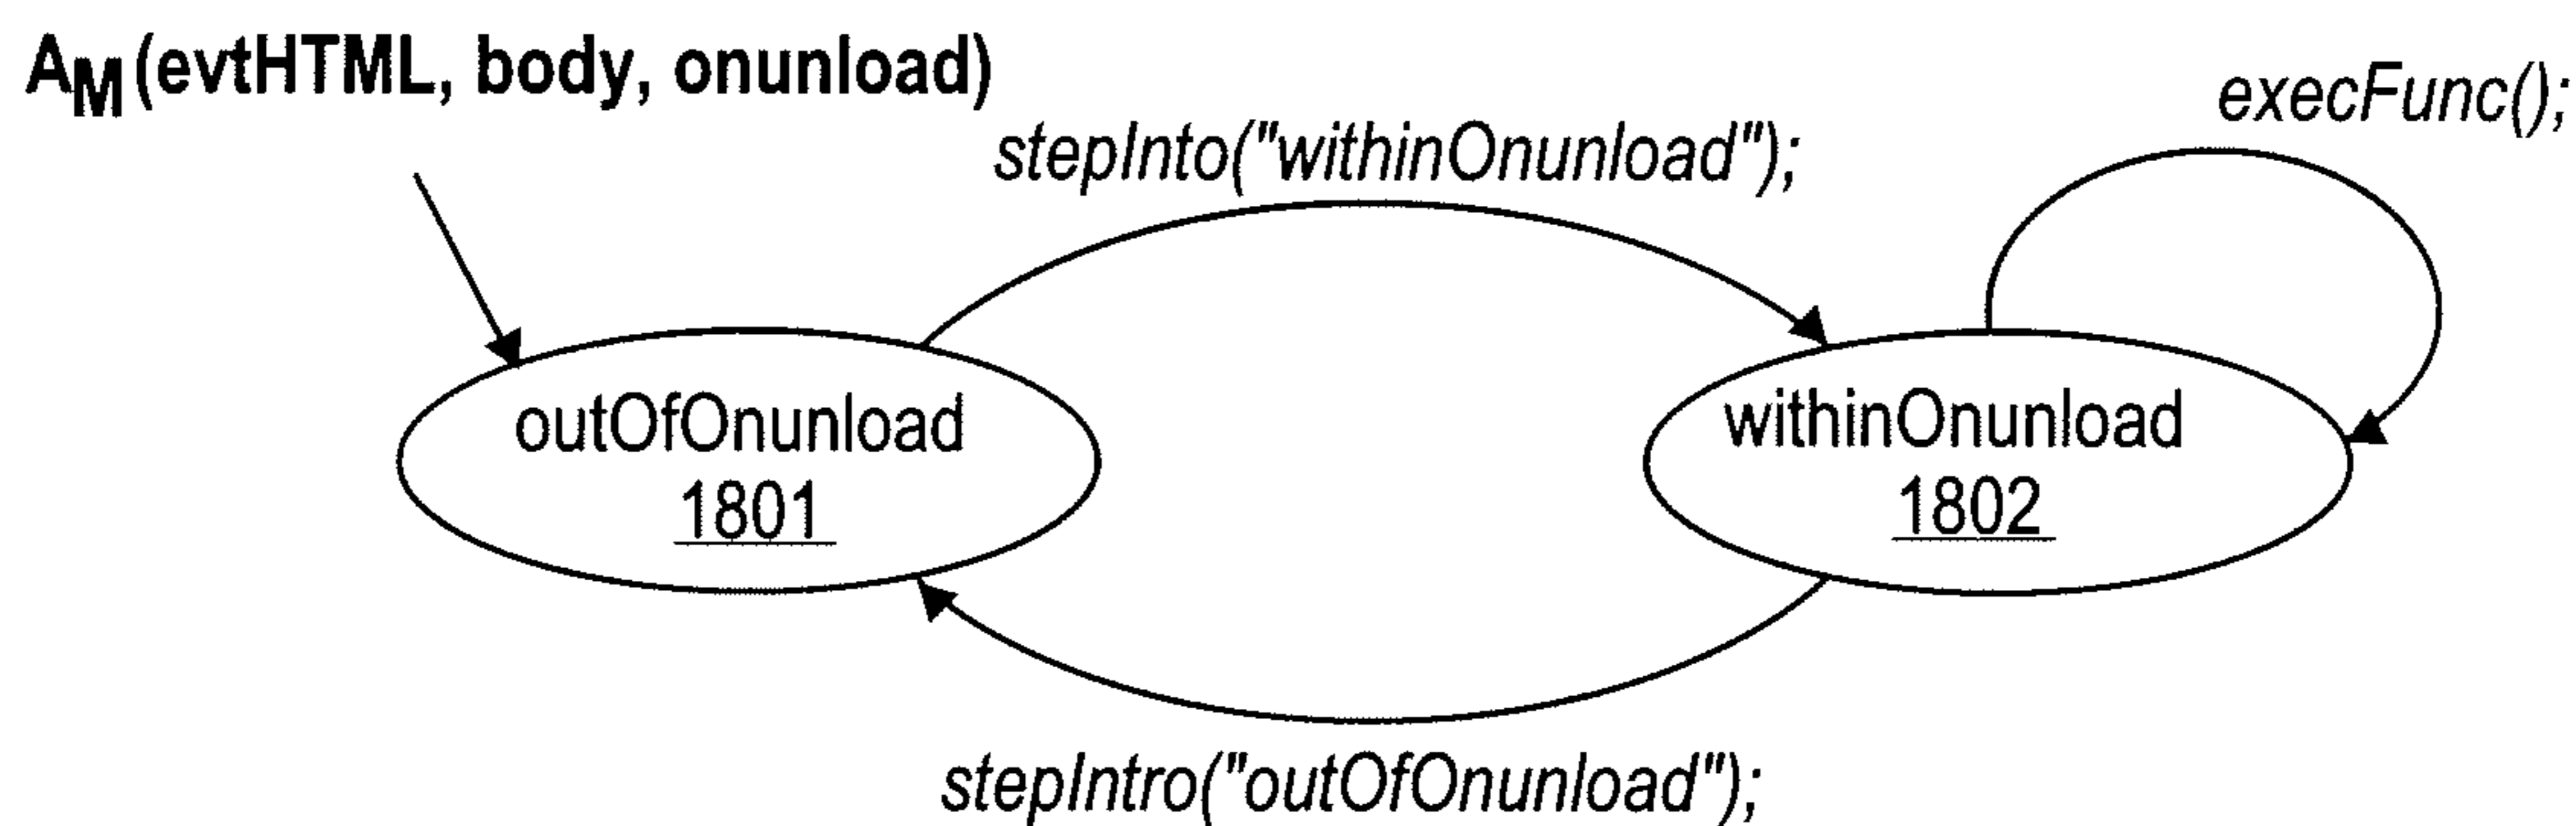 AM(evtHTML, body, onunload)
execFunc();
stepInto("withinOnunload");
outOfOnunload
1801
withinOnunload
1802
stepIntro("outOfOnunload");